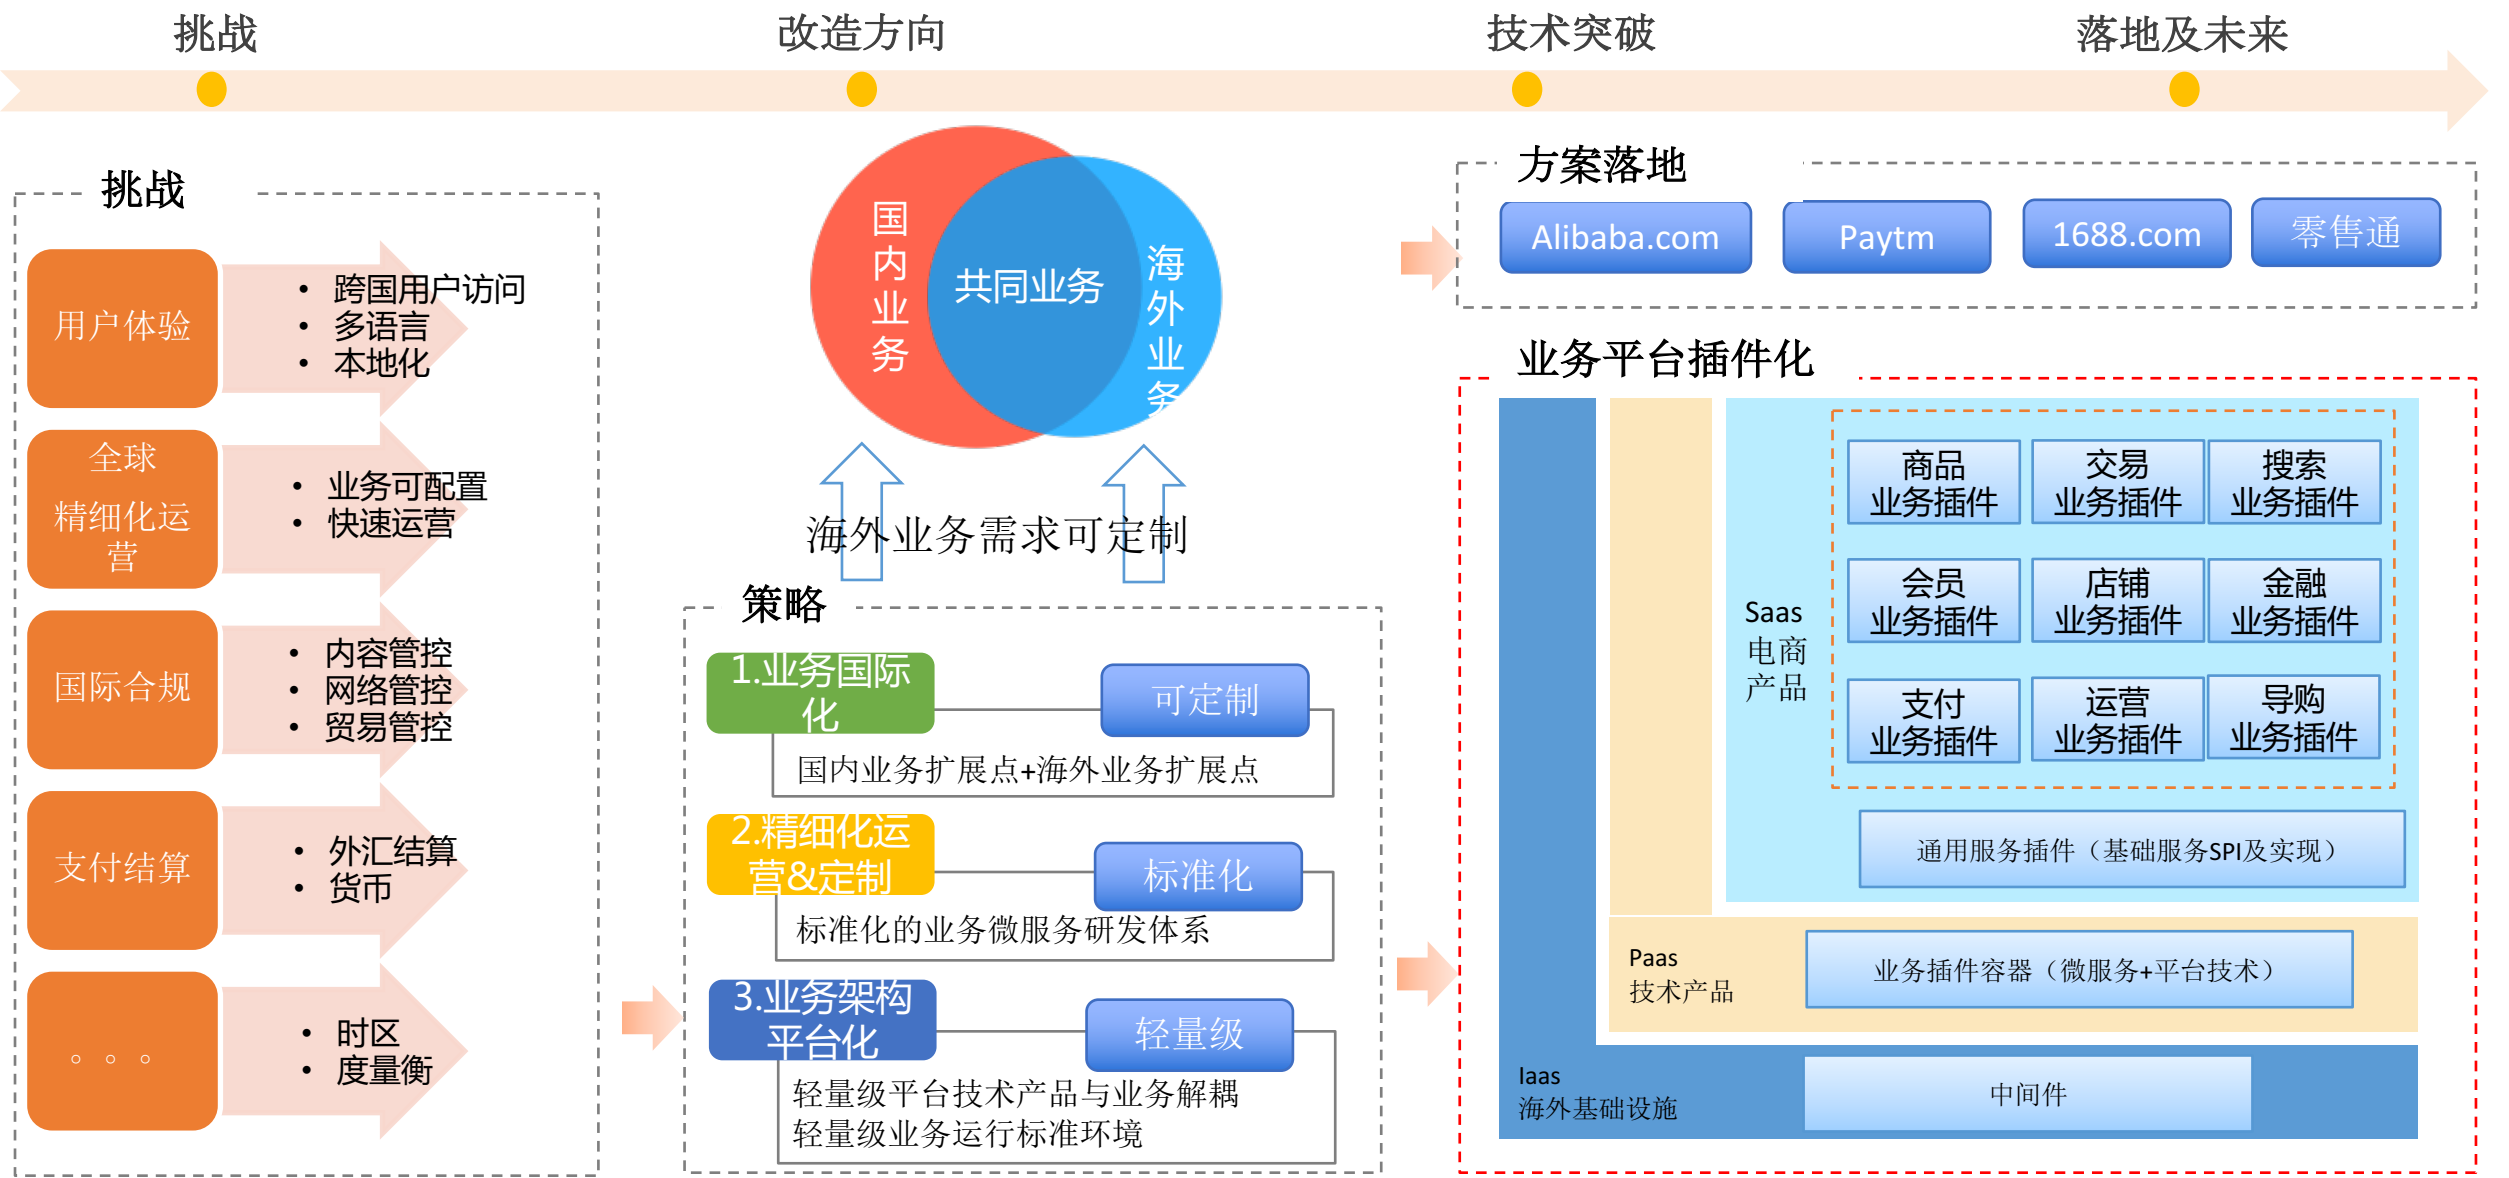 挑战
改造方向
技术突破
落地及未来
挑战
用户体验
• 跨国用户访问
• 多语言
• 本地化
全球
精细化运
营
• 业务可配置
• 快速运营
国际合规
• 内容管控
• 网络管控
• 贸易管控
支付结算
• 外汇结算
• 货币
。。。
• 时区
• 度量衡
国内业务
共同业务
海外业务
海外业务需求可定制
策略
1.业务国际
化
可定制
国内业务扩展点+海外业务扩展点
2.精细化运
营&定制
标准化
标准化的业务微服务研发体系
3.业务架构
平台化
轻量级
轻量级平台技术产品与业务解耦
轻量级业务运行标准环境
方案落地
Alibaba.com
Paytm
1688.com
零售通
业务平台插件化
Saas
电商
产品
商品
业务插件
交易
业务插件
搜索
业务插件
会员
业务插件
店铺
业务插件
金融
业务插件
支付
业务插件
运营
业务插件
导购
业务插件
通用服务插件（基础服务SPI及实现）
Paas
技术产品
业务插件容器（微服务+平台技术）
Iaas
海外基础设施
中间件